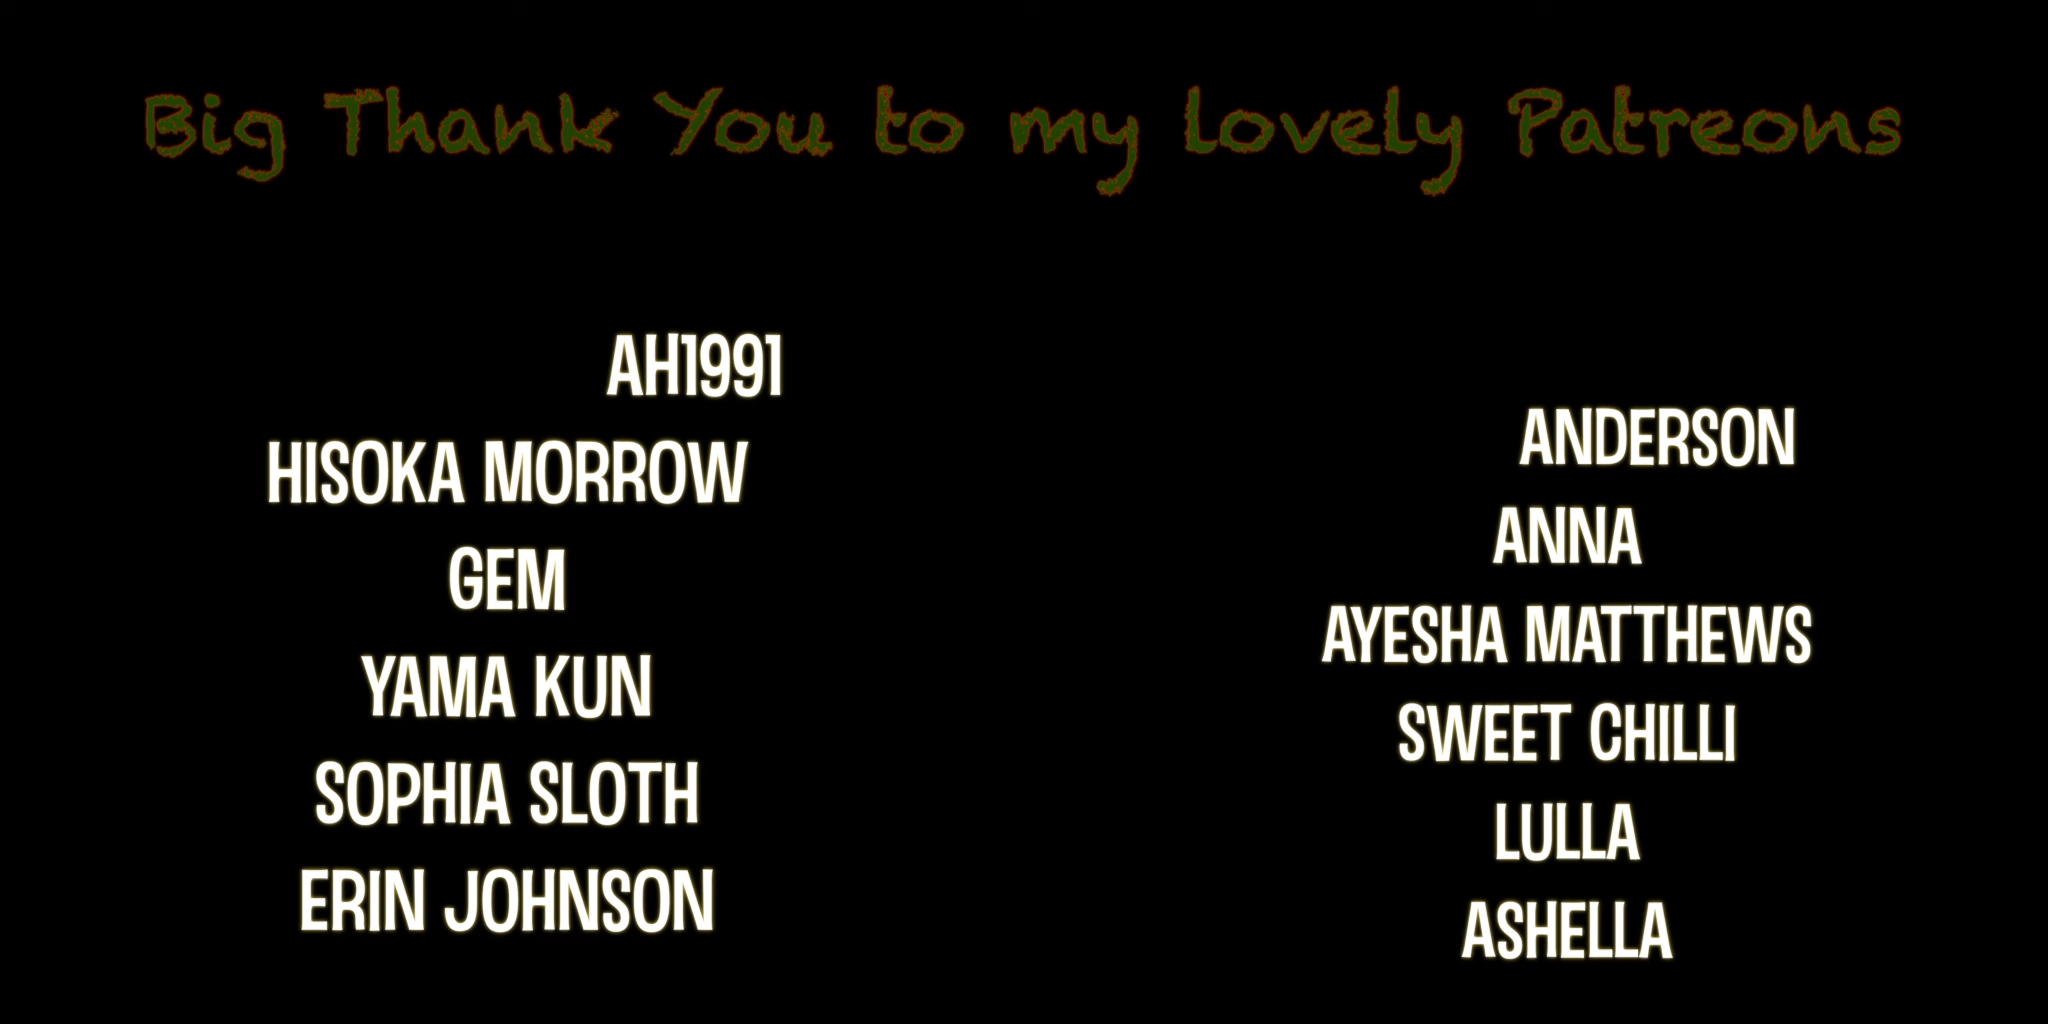 Big Thank You to my lovely Patreons
AH1991
HISOKA MORROW
GEM
YAMA KUN
SOPHIA SLOTH
ERIN JOHNSON
ANDERSON
ANNA
AYESHA MATTHEWS
SWEET CHILLI
LULLA
ASHELLA